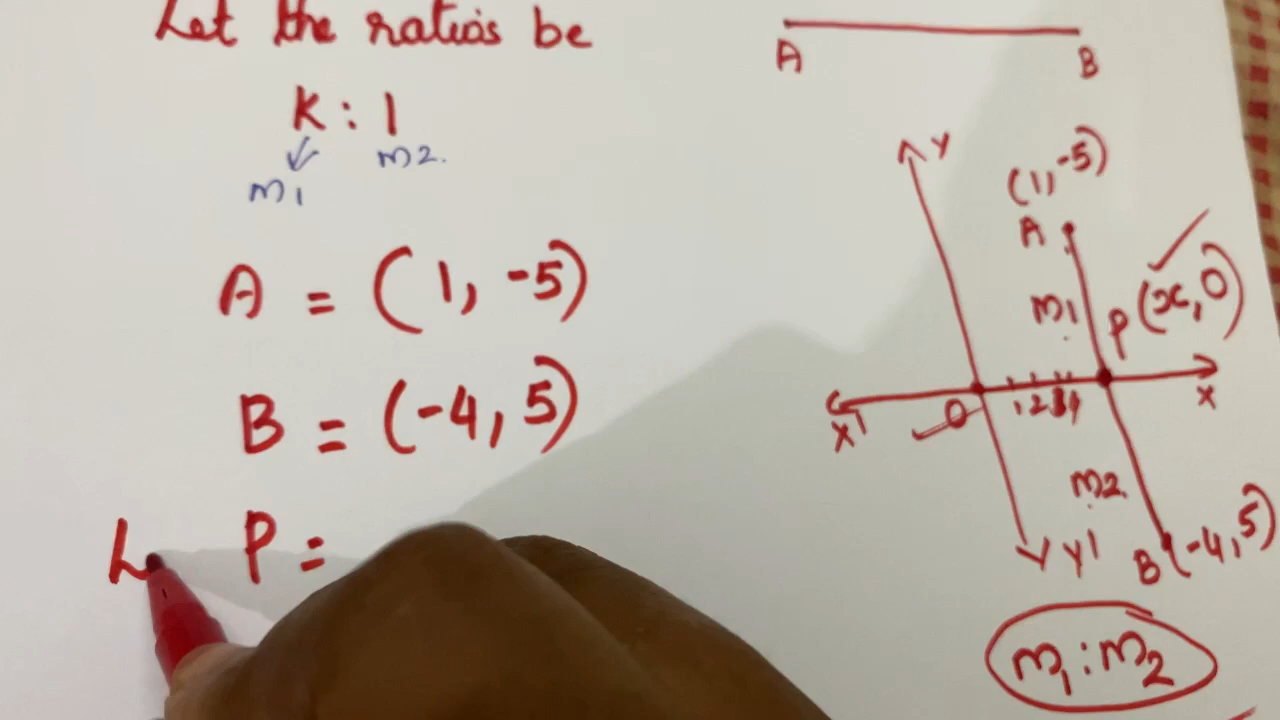 Let the ratios be
K : 1
m1 m2.
A = (1, -5)
B = (-4, 5)
L P =
A B
Y
(1, -5)
A
m1
P (x, 0)
X' O 1 2 3 4 X
m2.
Y'
B (-4, 5)
m1 : m2